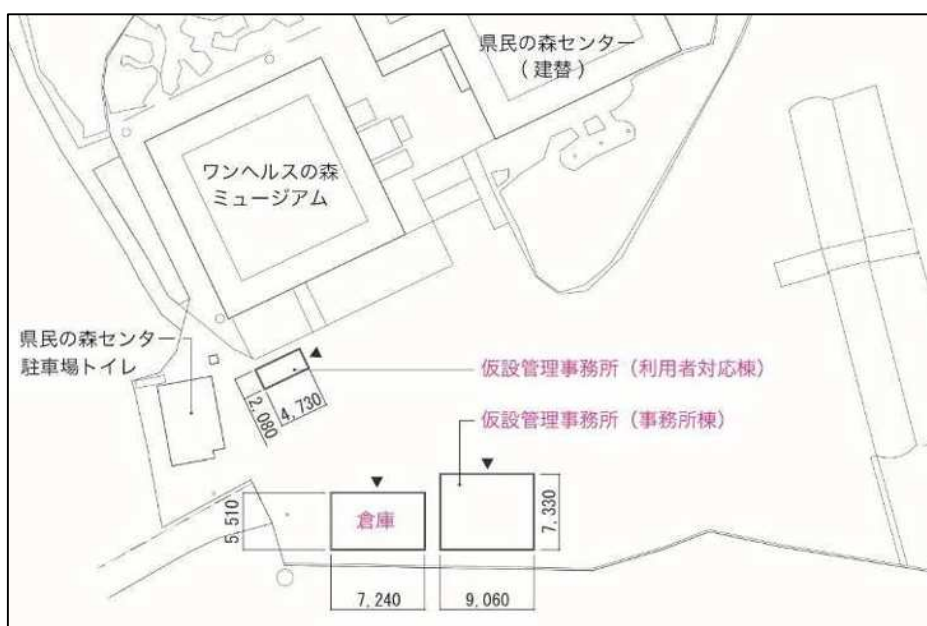 県民の森センター
（建替）
ワンヘルスの森
ミュージアム
県民の森センター
駐車場トイレ
仮設管理事務所（利用者対応棟）
2,080
4,730
仮設管理事務所（事務所棟）
5,510
倉庫
7,330
7,240
9,060